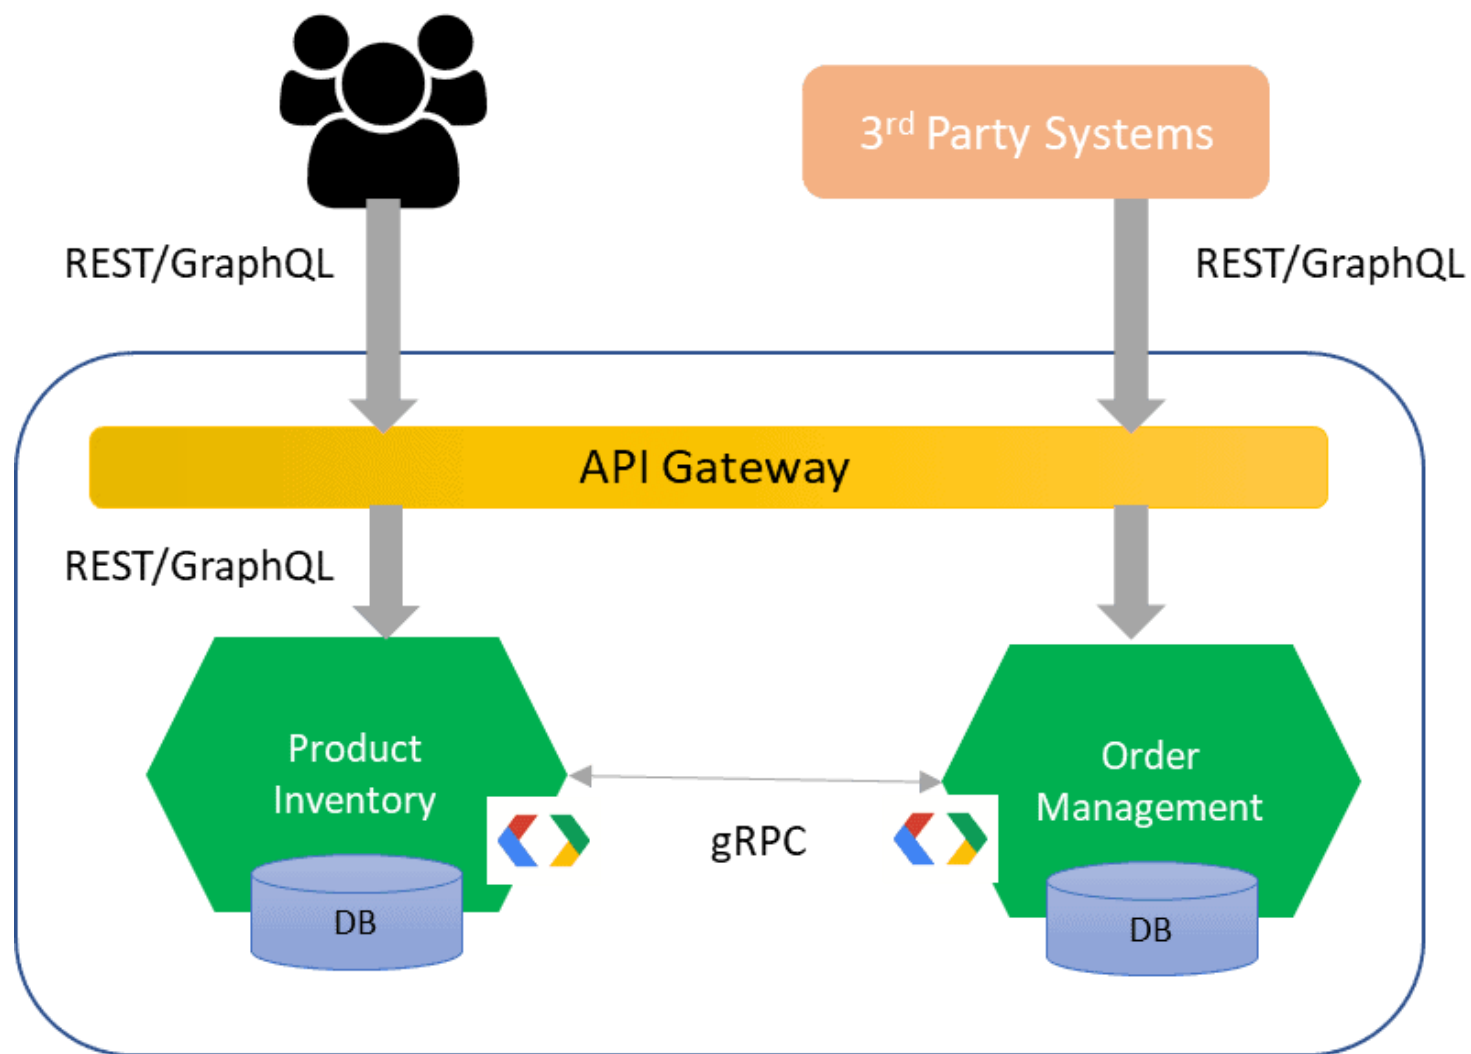 3rd Party Systems
REST/GraphQL
REST/GraphQL
API Gateway
REST/GraphQL
Product
Inventory
Order
Management
gRPC
DB
DB